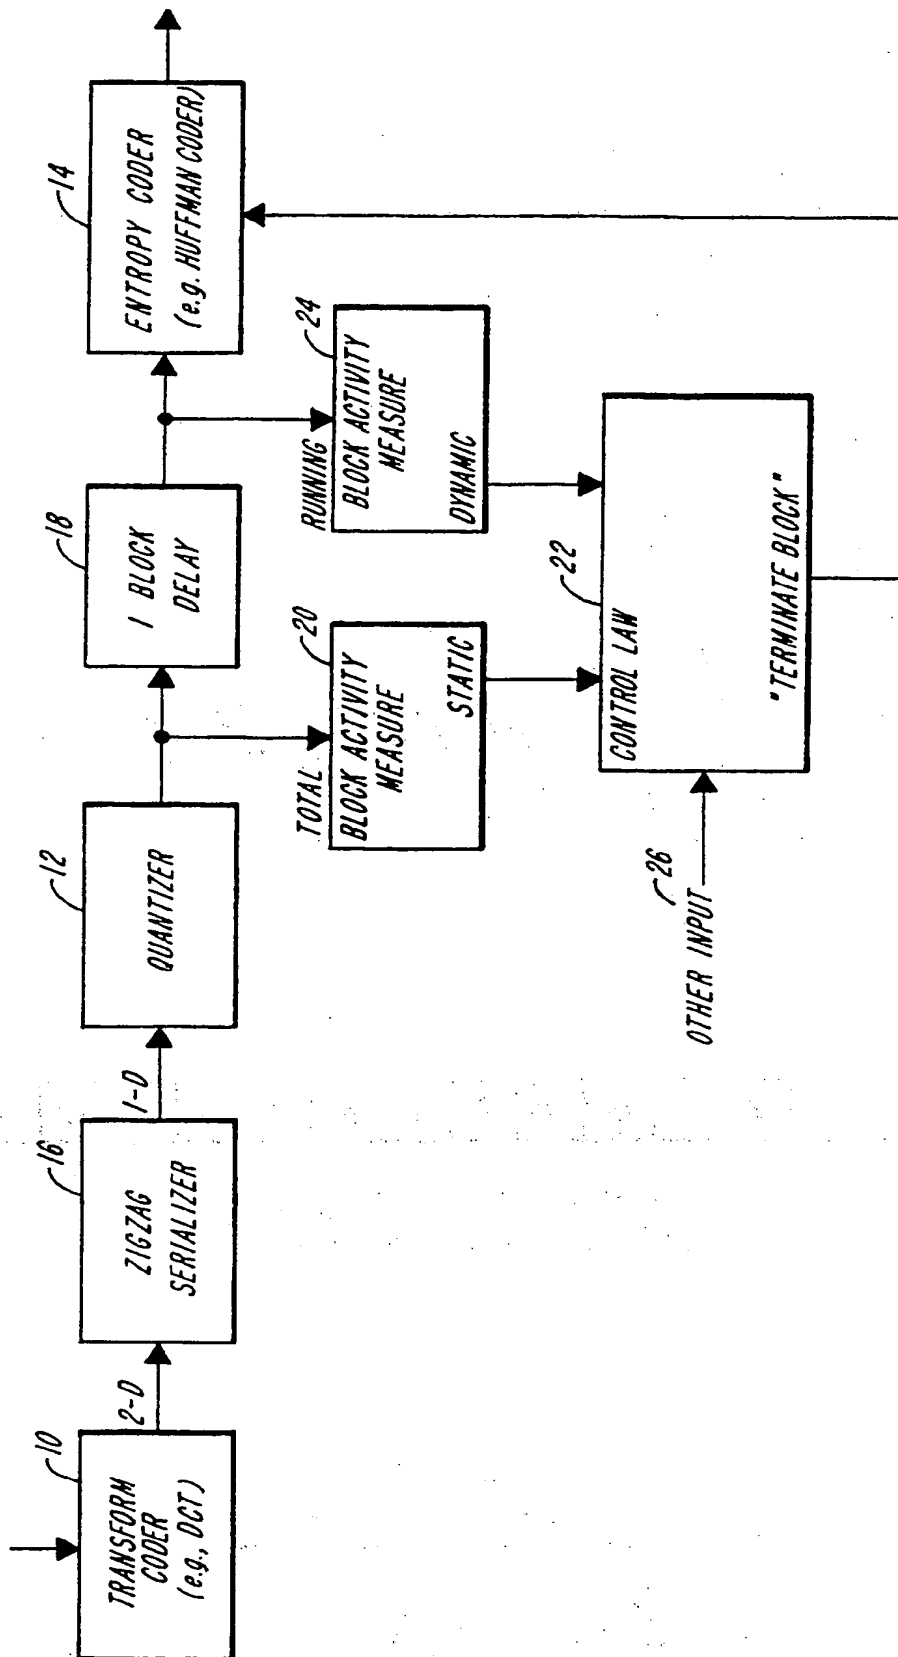 10
TRANSFORM
CODER
(e.g., DCT)
2-D
16
ZIGZAG
SERIALIZER
1-D
12
QUANTIZER
18
1 BLOCK
DELAY
14
ENTROPY CODER
(e.g. HUFFMAN CODER)
TOTAL
20
BLOCK ACTIVITY
MEASURE
STATIC
RUNNING
24
BLOCK ACTIVITY
MEASURE
DYNAMIC
OTHER INPUT
26
22
CONTROL LAW
"TERMINATE BLOCK"